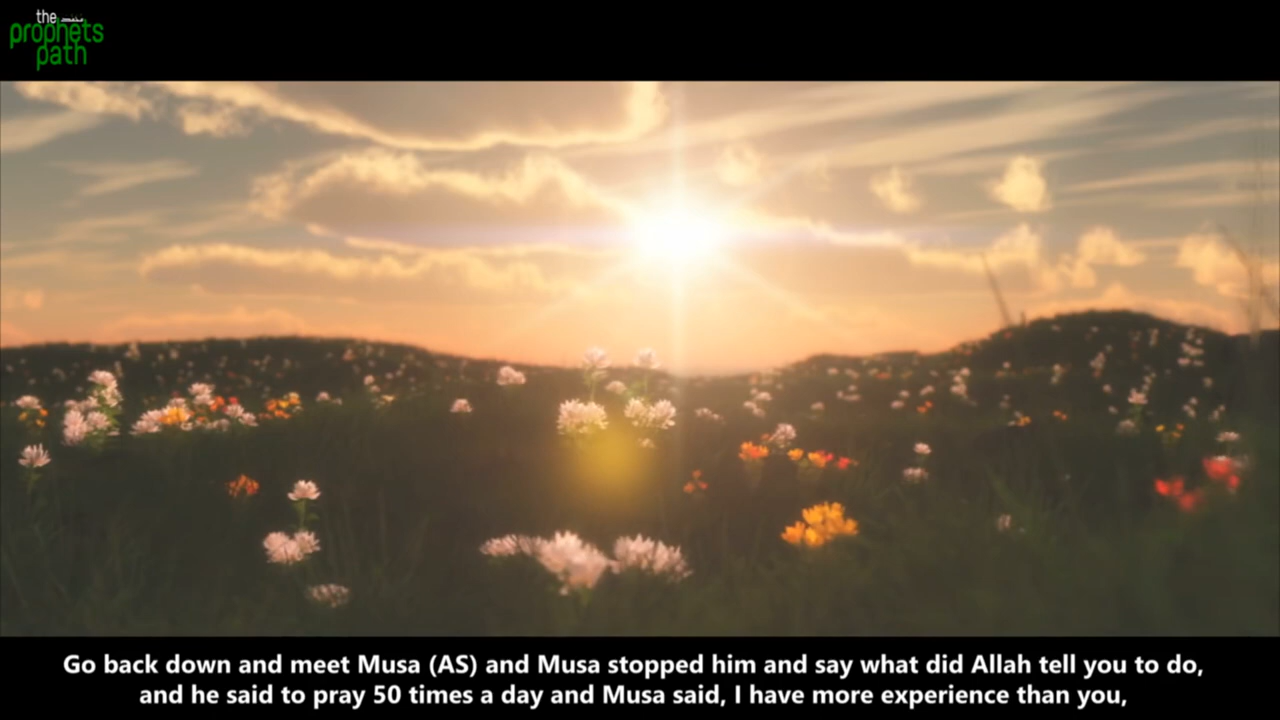 the
prophets
path
Go back down and meet Musa (AS) and Musa stopped him and say what did Allah tell you to do,
and he said to pray 50 times a day and Musa said, I have more experience than you,